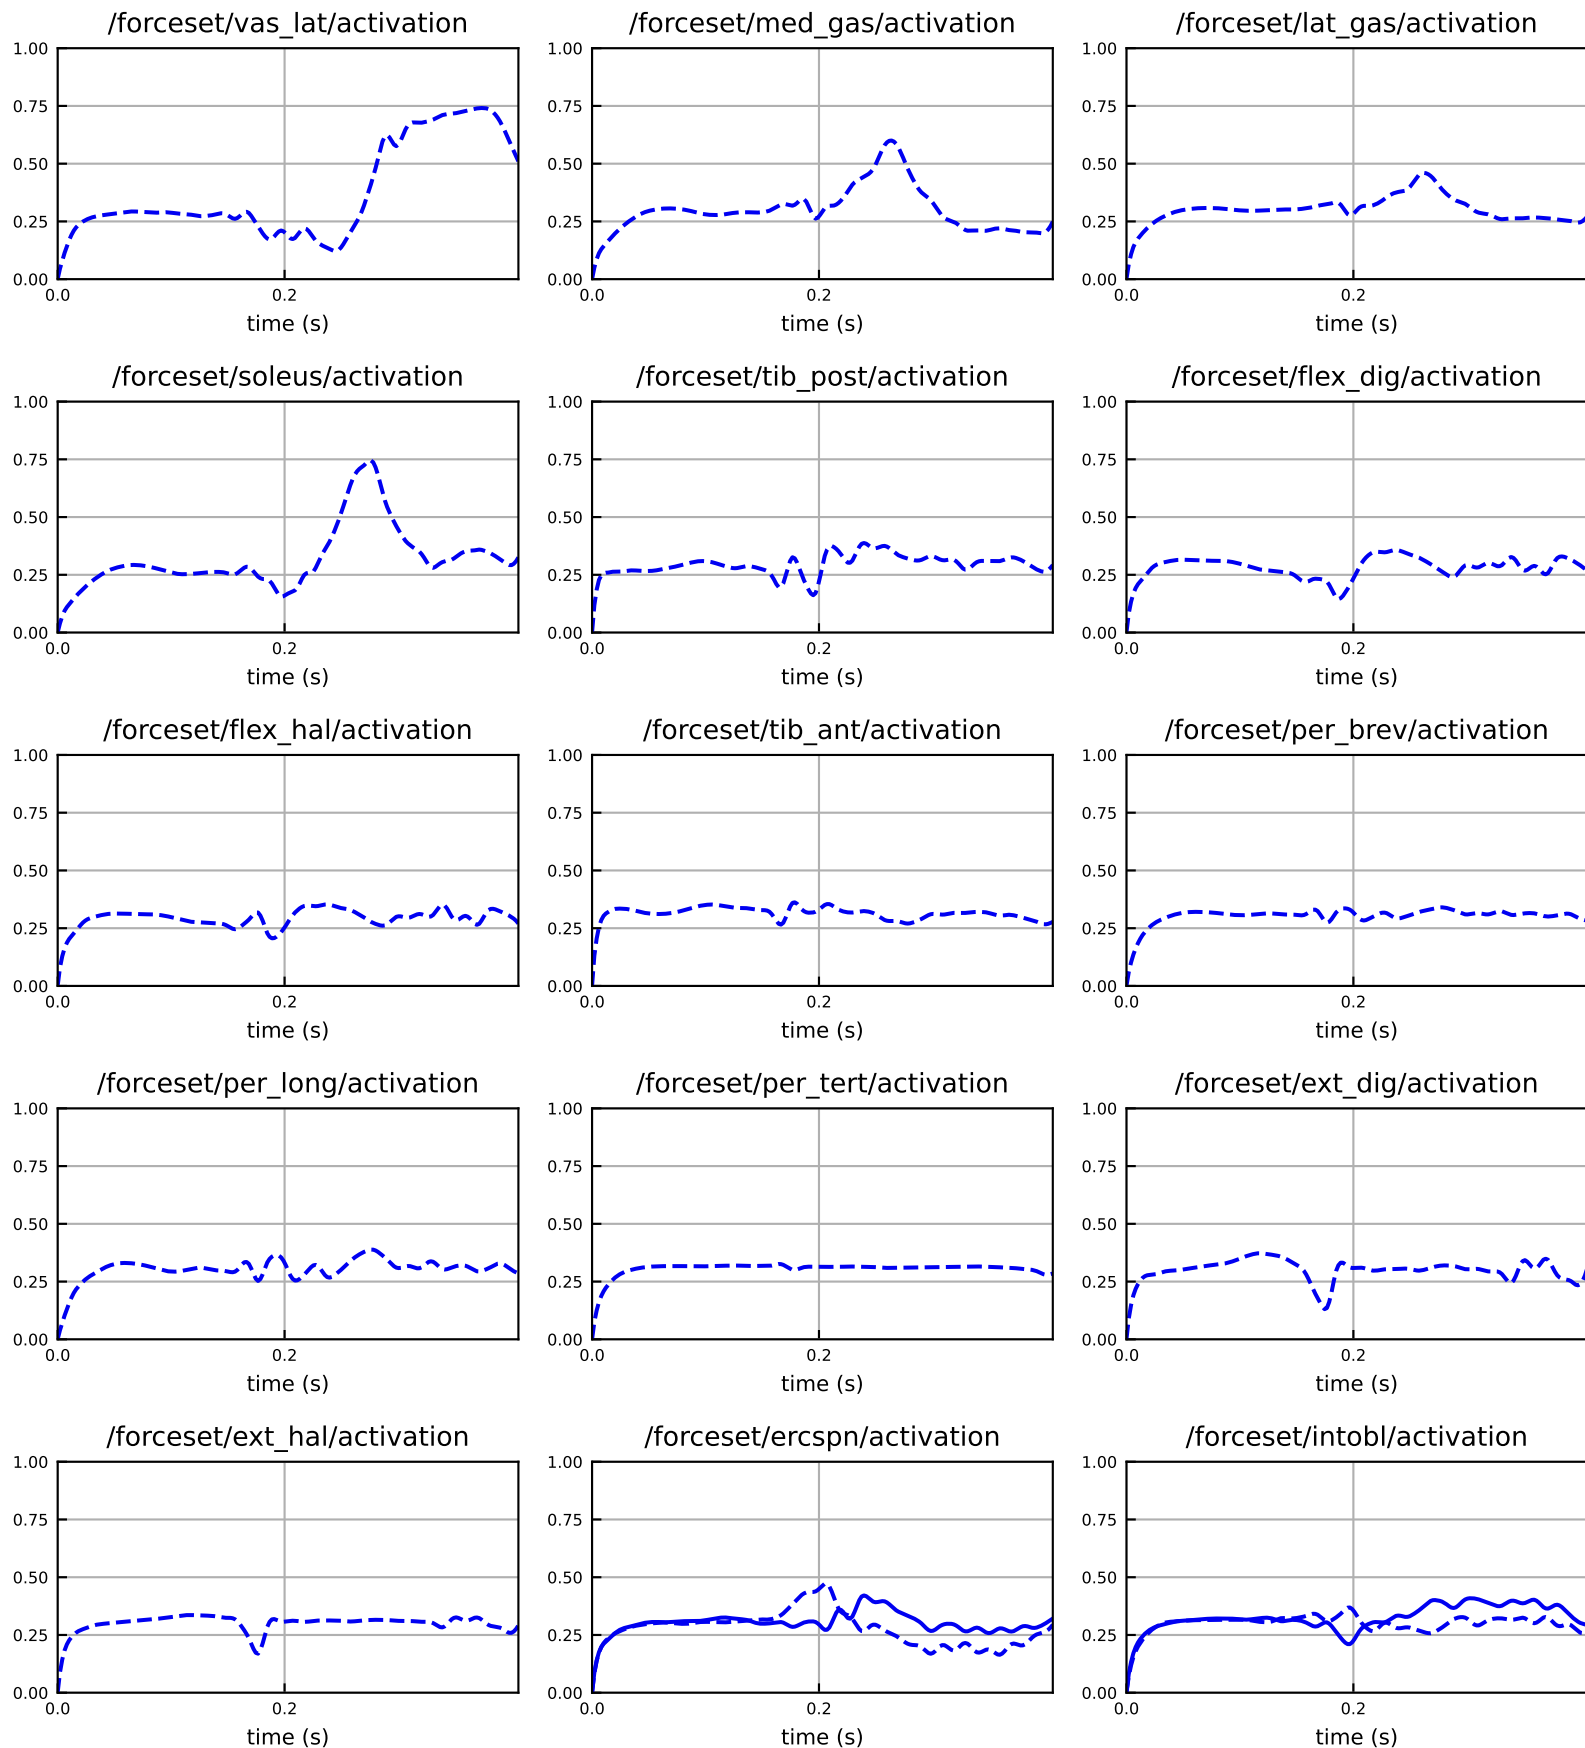 /forceset/vas_lat/activation /forceset/med_gas/activation /forceset/lat_gas/activation
1.00 1.00 1.00
0.75 0.75 0.75
0.50 0.50 0.50
0.25 0.25 0.25
0.00 0.00 0.00
0.0 0.2 0.0 0.2 0.0 0.2
time (s) time (s) time (s)
/forceset/soleus/activation /forceset/tib_post/activation /forceset/flex_dig/activation
1.00 1.00 1.00
0.75 0.75 0.75
0.50 0.50 0.50
0.25 0.25 0.25
0.00 0.00 0.00
0.0 0.2 0.0 0.2 0.0 0.2
time (s) time (s) time (s)
/forceset/flex_hal/activation /forceset/tib_ant/activation /forceset/per_brev/activation
1.00 1.00 1.00
0.75 0.75 0.75
0.50 0.50 0.50
0.25 0.25 0.25
0.00 0.00 0.00
0.0 0.2 0.0 0.2 0.0 0.2
time (s) time (s) time (s)
/forceset/per_long/activation /forceset/per_tert/activation /forceset/ext_dig/activation
1.00 1.00 1.00
0.75 0.75 0.75
0.50 0.50 0.50
0.25 0.25 0.25
0.00 0.00 0.00
0.0 0.2 0.0 0.2 0.0 0.2
time (s) time (s) time (s)
/forceset/ext_hal/activation /forceset/ercspn/activation /forceset/intobl/activation
1.00 1.00 1.00
0.75 0.75 0.75
0.50 0.50 0.50
0.25 0.25 0.25
0.00 0.00 0.00
0.0 0.2 0.0 0.2 0.0 0.2
time (s) time (s) time (s)